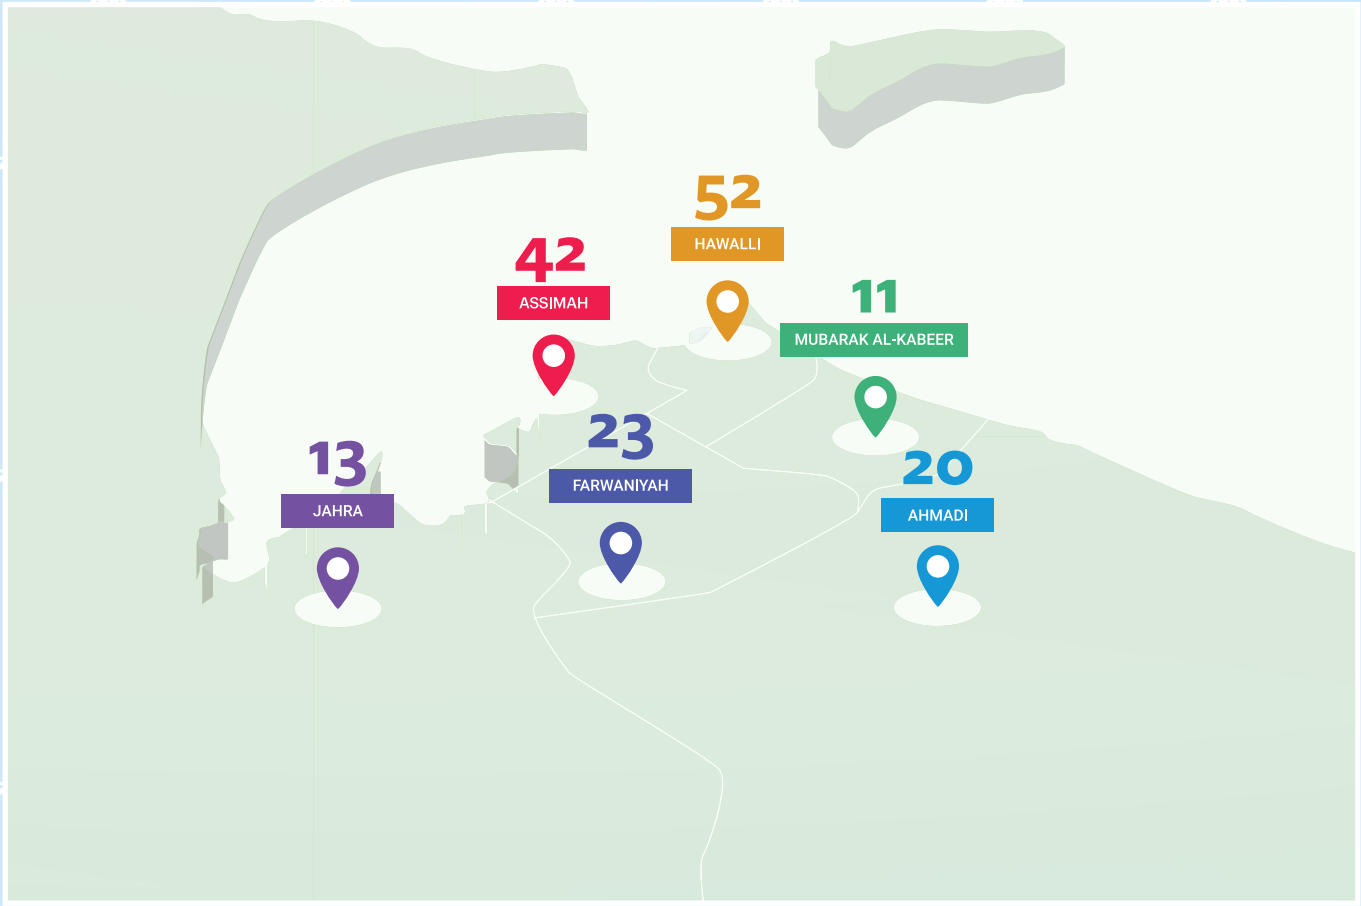 52
HAWALLI
42
ASSIMAH
11
MUBARAK AL-KABEER
23
FARWANIYAH
13
JAHRA
20
AHMADI